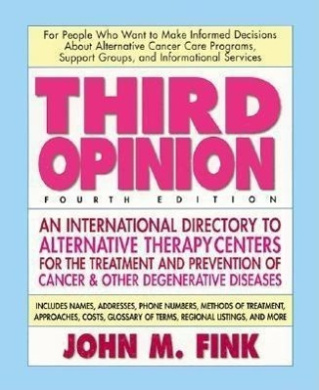 For People Who Want to Make Informed Decisions
About Alternative Cancer Care Programs,
Support Groups, and Informational Services
THIRD
OPINION
FOURTH EDITION
AN INTERNATIONAL DIRECTORY TO
ALTERNATIVE THERAPY CENTERS
FOR THE TREATMENT AND PREVENTION OF
CANCER & OTHER DEGENERATIVE DISEASES
INCLUDES NAMES, ADDRESSES, PHONE NUMBERS, METHODS OF TREATMENT,
APPROACHES, COSTS, GLOSSARY OF TERMS, REGIONAL LISTINGS, AND MORE
JOHN M. FINK